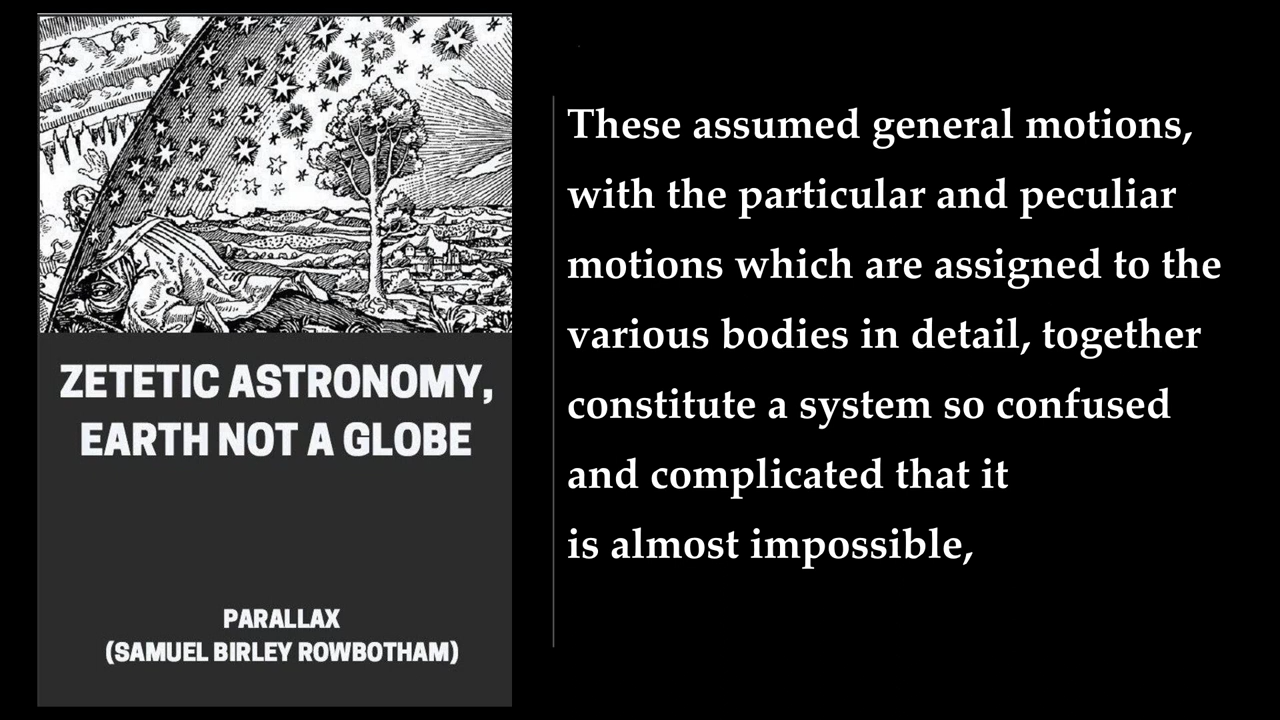 ZETETIC ASTRONOMY,
EARTH NOT A GLOBE
PARALLAX
(SAMUEL BIRLEY ROWBOTHAM)
These assumed general motions,
with the particular and peculiar
motions which are assigned to the
various bodies in detail, together
constitute a system so confused
and complicated that it
is almost impossible,